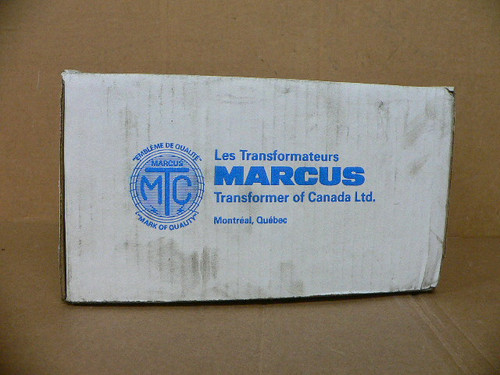 "EMBLÈME DE QUALITÉ"
MARCUS
MTC
"MARK OF QUALITY"
Les Transformateurs
MARCUS
Transformer of Canada Ltd.
Montréal, Québec